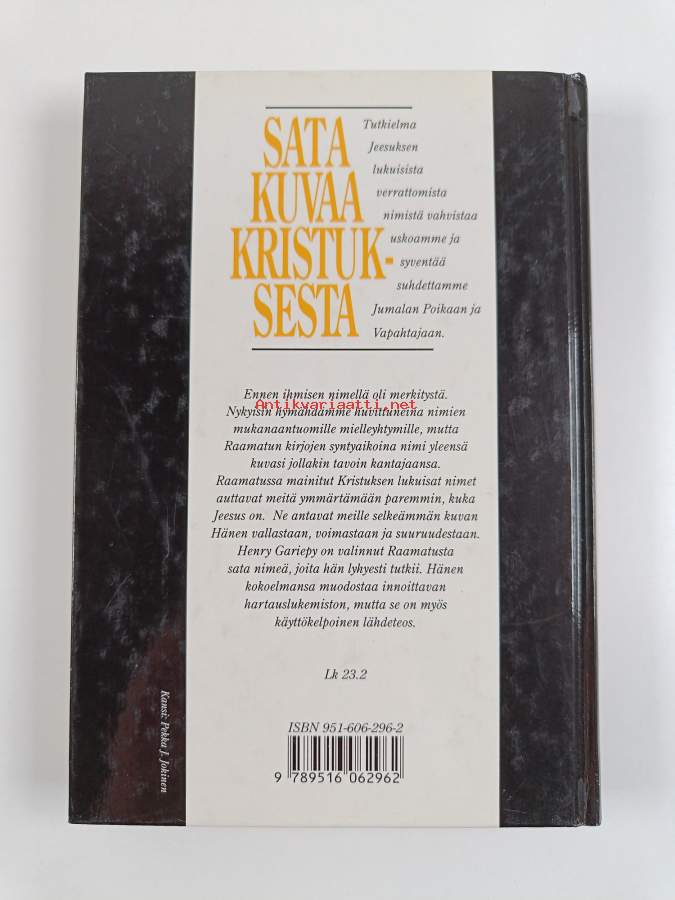 SATA
KUVAA
KRISTUK-
SESTA
Tutkielma
Jeesuksen
lukuisista
verrattomista
nimistä vahvistaa
uskoamme ja
syventää
suhdettamme
Jumalan Poikaan ja
Vapahtajaan.
Ennen ihmisen nimellä oli merkitystä.
Antikvariaatti.net
Nykyisin hymähdämme huvittuneina nimien
mukanaantuomille mielleyhtymille, mutta
Raamatun kirjojen syntyaikoina nimi yleensä
kuvasi jollakin tavoin kantajaansa.
Raamatussa mainitut Kristuksen lukuisat nimet
auttavat meitä ymmärtämään paremmin, kuka
Jeesus on. Ne antavat meille selkeämmän kuvan
Hänen vallastaan, voimastaan ja suuruudestaan.
Henry Gariepy on valinnut Raamatusta
sata nimeä, joita hän lyhyesti tutkii. Hänen
kokoelmansa muodostaa innoittavan
hartauslukemiston, mutta se on myös
käyttökelpoinen lähdeteos.
Lk 23.2
ISBN 951-606-296-2
9 789516 062962
Kansi: Pekka J. Jokinen